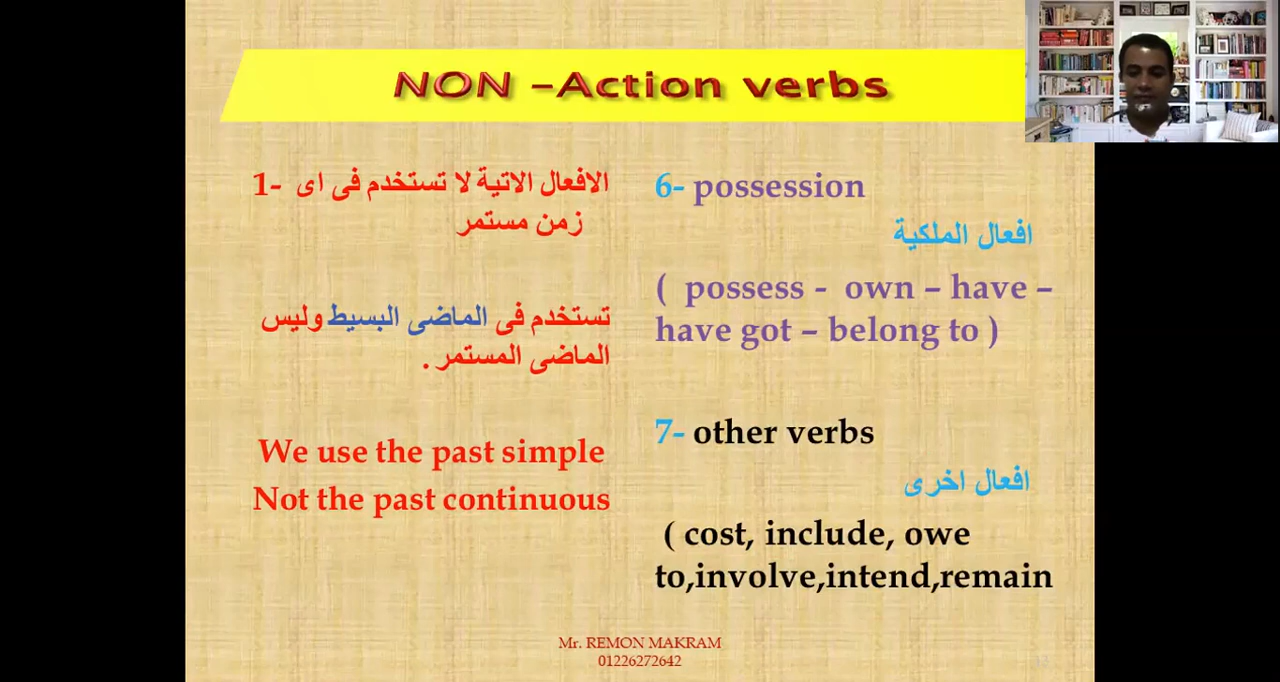 NON –Action verbs
1- الافعال الاتية لا تستخدم فى اى
زمن مستمر
تستخدم فى الماضى البسيط وليس
الماضى المستمر .
We use the past simple
Not the past continuous
6- possession
افعال الملكية
( possess - own – have –
have got – belong to )
7- other verbs
افعال اخرى
( cost, include, owe
to,involve,intend,remain
Mr. REMON MAKRAM
01226272642